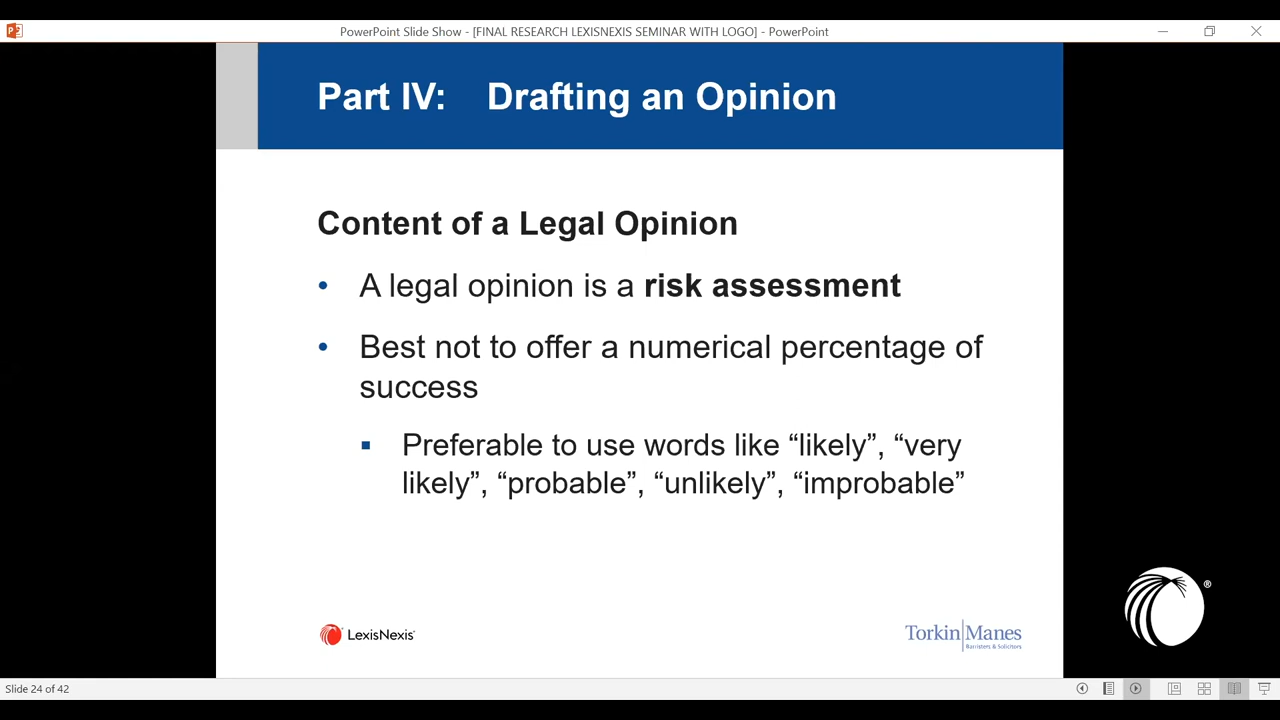 PowerPoint Slide Show - [FINAL RESEARCH LEXISNEXIS SEMINAR WITH LOGO] - PowerPoint
Part IV: Drafting an Opinion
Content of a Legal Opinion
• A legal opinion is a risk assessment
• Best not to offer a numerical percentage of
success
▪ Preferable to use words like “likely”, “very
likely”, “probable”, “unlikely”, “improbable”
LexisNexis®
Torkin|Manes
Barristers & Solicitors
®
Slide 24 of 42